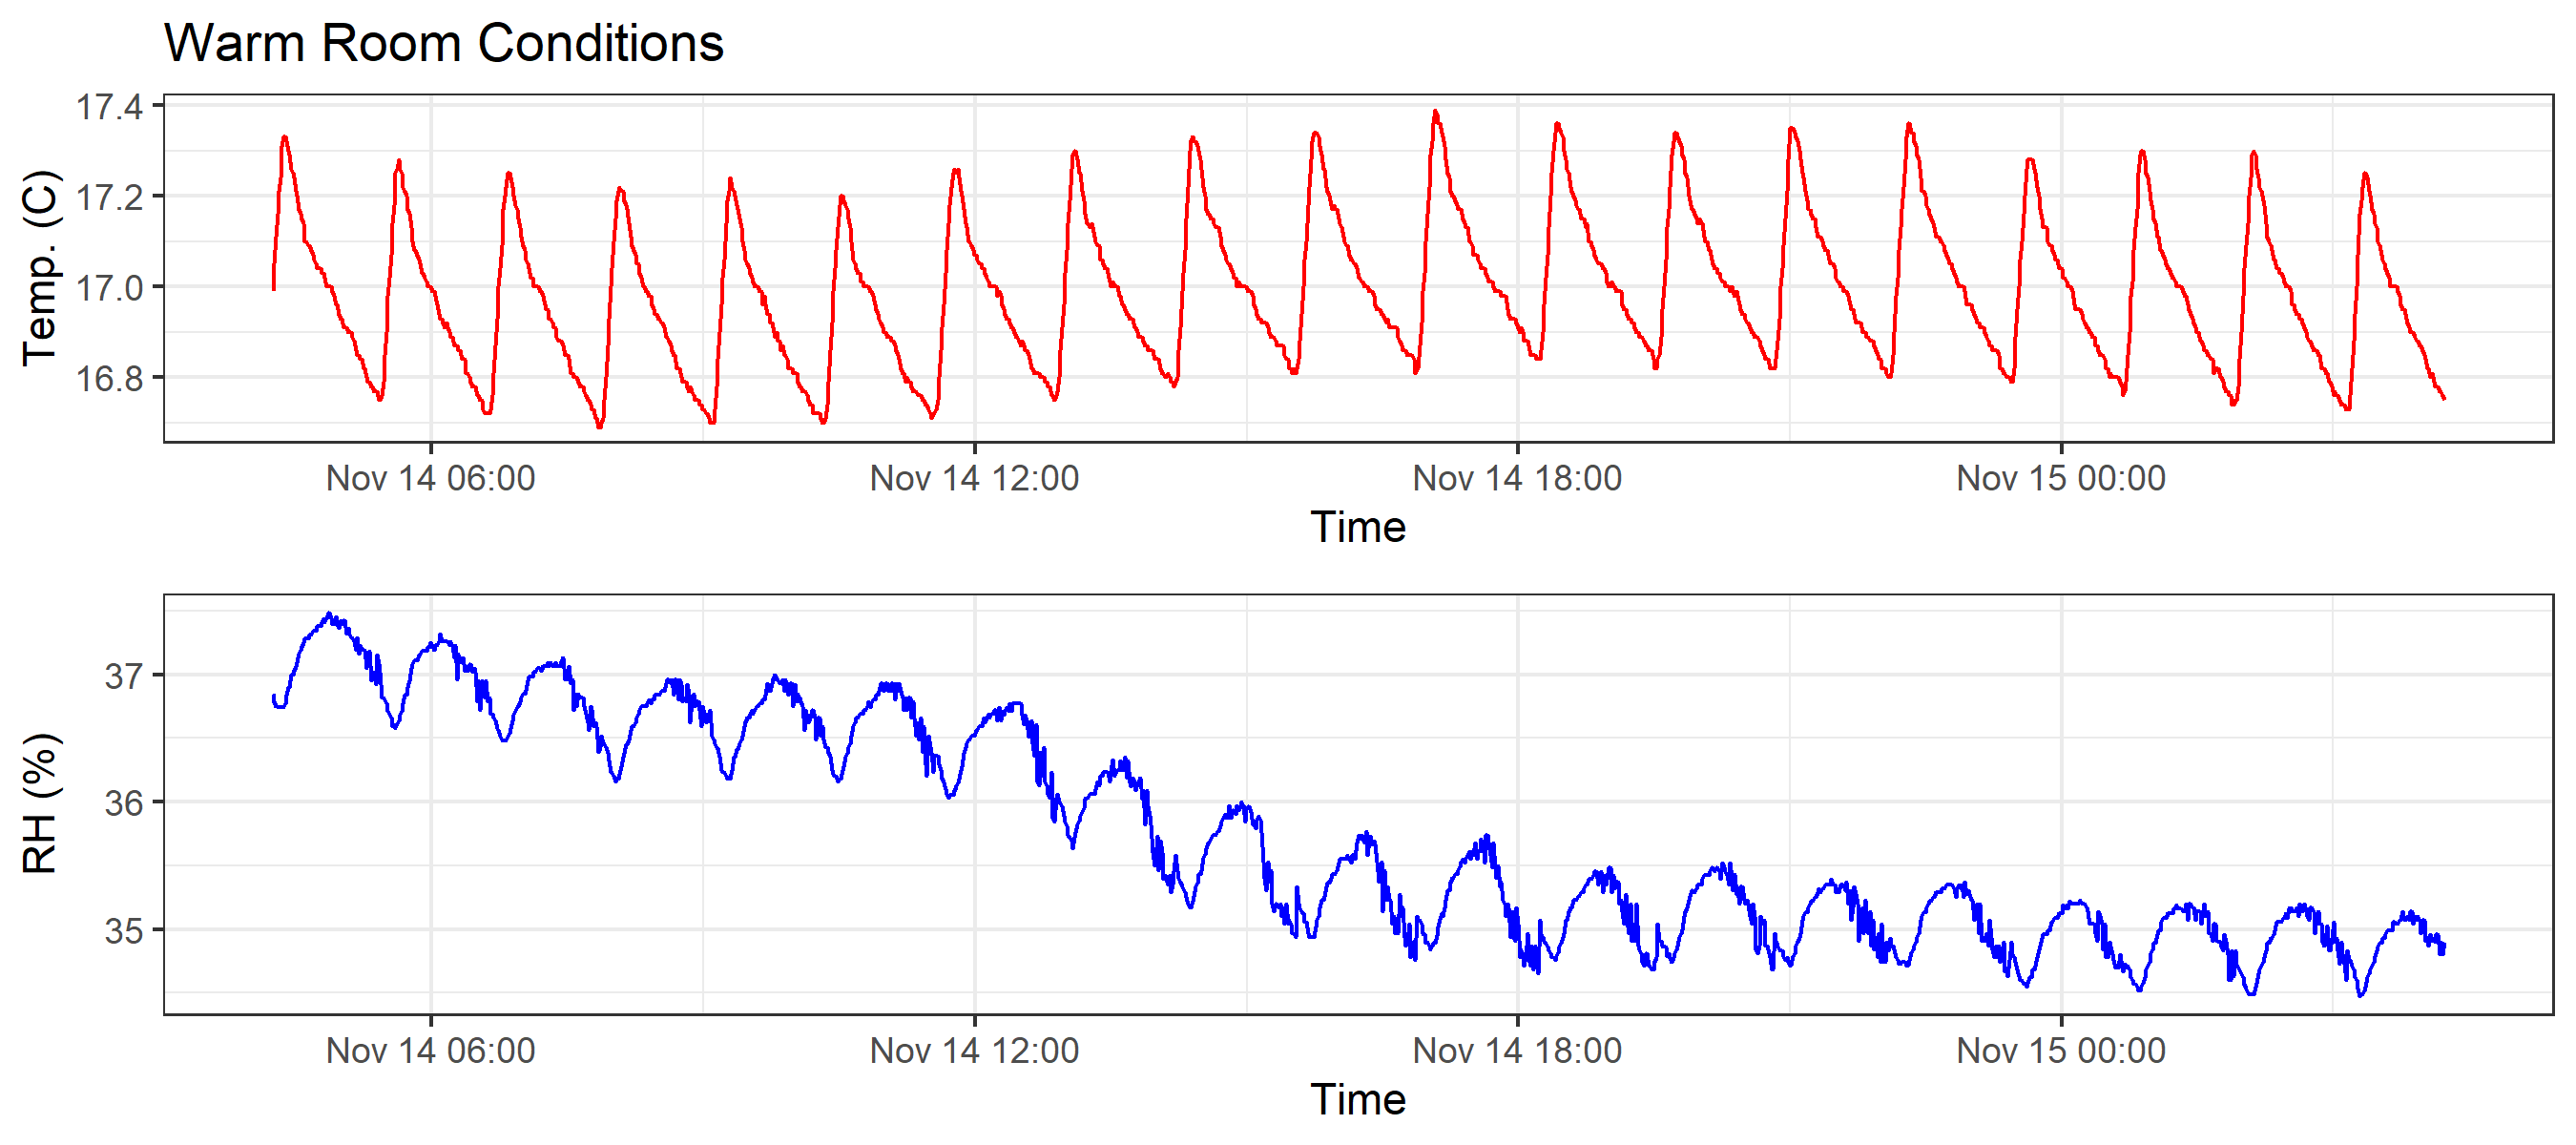 Warm Room Conditions
17.4
17.2
17.0
16.8
Temp. (C)
Nov 14 06:00 Nov 14 12:00 Nov 14 18:00 Nov 15 00:00
Time
37
36
35
RH (%)
Nov 14 06:00 Nov 14 12:00 Nov 14 18:00 Nov 15 00:00
Time